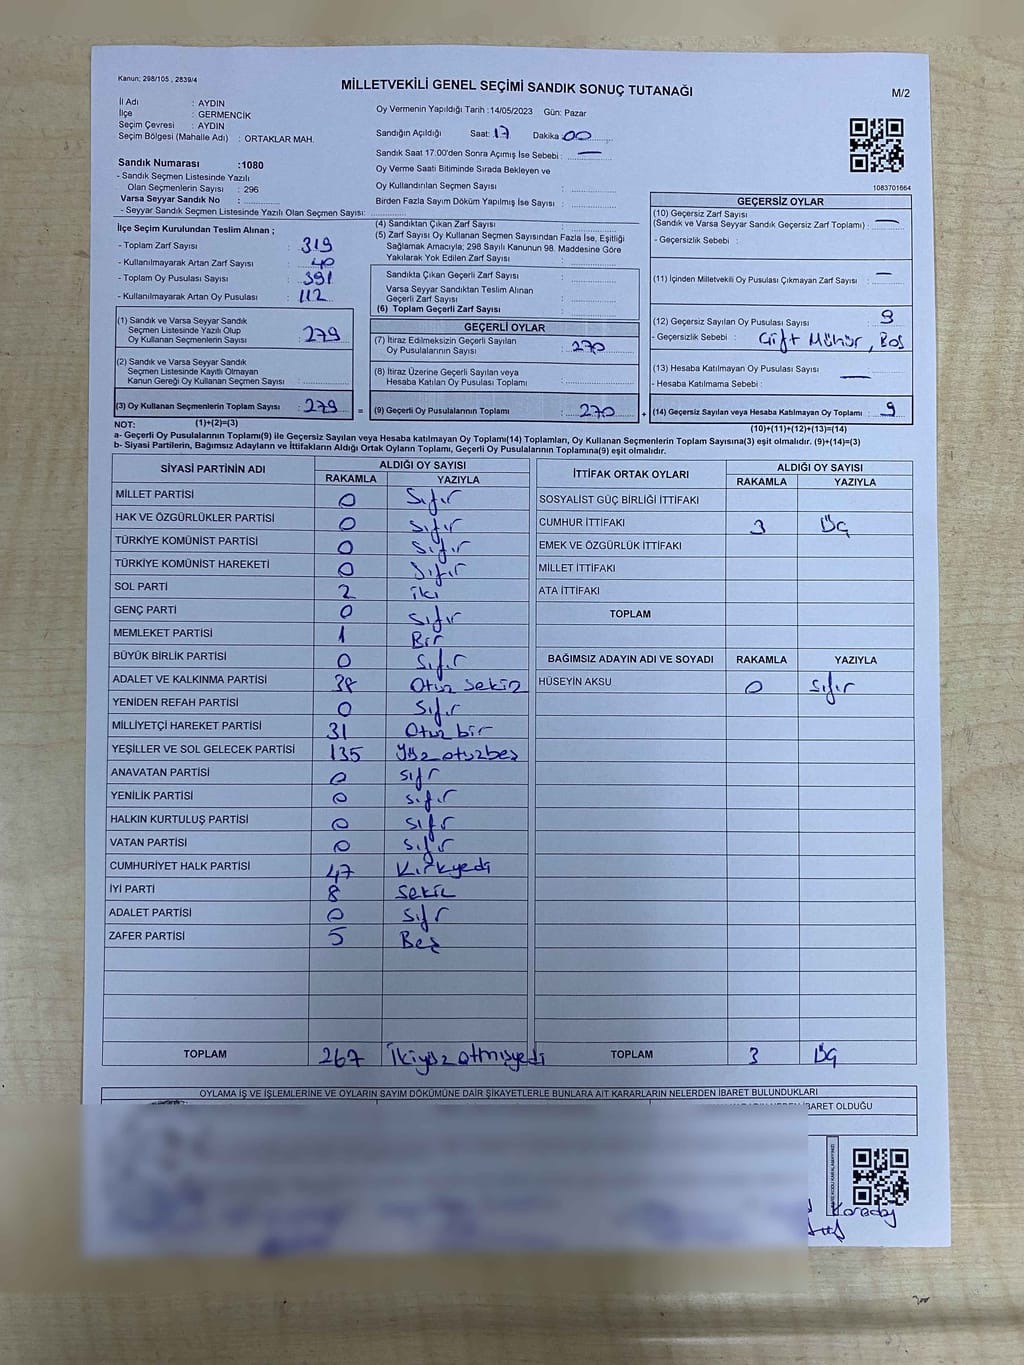 Kanun; 298/105 , 2839/4
MİLLETVEKİLİ GENEL SEÇİMİ SANDIK SONUÇ TUTANAĞI
M/2
İl Adı : AYDIN
İlçe : GERMENCİK
Seçim Çevresi : AYDIN
Seçim Bölgesi (Mahalle Adı) : ORTAKLAR MAH.
Sandık Numarası :1080
- Sandık Seçmen Listesinde Yazılı
Olan Seçmenlerin Sayısı : 296
Varsa Seyyar Sandık No :
- Seyyar Sandık Seçmen Listesinde Yazılı Olan Seçmen Sayısı:
Oy Vermenin Yapıldığı Tarih :14/05/2023 Gün: Pazar
Sandığın Açıldığı Saat: 17 Dakika: 00
Sandık Saat 17.00'den Sonra Açımış İse Sebebi : —
Oy Verme Saati Bitiminde Sırada Bekleyen ve
Oy Kullandırılan Seçmen Sayısı :
Birden Fazla Sayım Döküm Yapılmış İse Sayısı :
1083701664
İlçe Seçim Kurulundan Teslim Alınan ;
- Toplam Zarf Sayısı : 319
- Kullanılmayarak Artan Zarf Sayısı : 40
- Toplam Oy Pusulası Sayısı : 391
- Kullanılmayarak Artan Oy Pusulası : 112
(4) Sandıktan Çıkan Zarf Sayısı :
(5) Zarf Sayısı Oy Kullanan Seçmen Sayısından Fazla İse, Eşitliği
Sağlamak Amacıyla; 298 Sayılı Kanunun 98. Maddesine Göre
Yakılarak Yok Edilen Zarf Sayısı :
Sandıkta Çıkan Geçerli Zarf Sayısı :
Varsa Seyyar Sandıktan Teslim Alınan
Geçerli Zarf Sayısı :
(6) Toplam Geçerli Zarf Sayısı :
GEÇERSİZ OYLAR
(10) Geçersiz Zarf Sayısı
(Sandık ve Varsa Seyyar Sandık Geçersiz Zarf Toplamı) : —
- Geçersizlik Sebebi :
(11) İçinden Milletvekili Oy Pusulası Çıkmayan Zarf Sayısı : —
(12) Geçersiz Sayılan Oy Pusulası Sayısı : 9
- Geçersizlik Sebebi : Çift Mühür, Boş
(13) Hesaba Katılmayan Oy Pusulası Sayısı : —
- Hesaba Katılmama Sebebi :
(1) Sandık ve Varsa Seyyar Sandık
Seçmen Listesinde Yazılı Olup
Oy Kullanan Seçmenlerin Sayısı : 279
(2) Sandık ve Varsa Seyyar Sandık
Seçmen Listesinde Kayıtlı Olmayan
Kanun Gereği Oy Kullanan Seçmen Sayısı :
GEÇERLİ OYLAR
(7) İtiraz Edilmeksizin Geçerli Sayılan
Oy Pusulalarının Sayısı : 270
(8) İtiraz Üzerine Geçerli Sayılan veya
Hesaba Katılan Oy Pusulası Toplamı :
(3) Oy Kullanan Seçmenlerin Toplam Sayısı : 279 = (9) Geçerli Oy Pusulalarının Toplamı : 270 + (14) Geçersiz Sayılan veya Hesaba Katılmayan Oy Toplamı : 9
NOT: (1)+(2)=(3) (10)+(11)+(12)+(13)=(14)
a- Geçerli Oy Pusulalarının Toplamı(9) ile Geçersiz Sayılan veya Hesaba katılmayan Oy Toplamı(14) Toplamları, Oy Kullanan Seçmenlerin Toplam Sayısına(3) eşit olmalıdır. (9)+(14)=(3)
b- Siyasi Partilerin, Bağımsız Adayların ve İttifakların Aldığı Ortak Oyların Toplamı, Geçerli Oy Pusulalarının Toplamına(9) eşit olmalıdır.
SİYASİ PARTİNİN ADI ALDIĞI OY SAYISI
RAKAMLA YAZIYLA
MİLLET PARTİSİ 0 Sıfır
HAK VE ÖZGÜRLÜKLER PARTİSİ 0 Sıfır
TÜRKİYE KOMÜNİST PARTİSİ 0 Sıfır
TÜRKİYE KOMÜNİST HAREKETİ 0 Sıfır
SOL PARTİ 2 iki
GENÇ PARTİ 0 Sıfır
MEMLEKET PARTİSİ 1 Bir
BÜYÜK BİRLİK PARTİSİ 0 Sıfır
ADALET VE KALKINMA PARTİSİ 38 Otuz sekiz
YENİDEN REFAH PARTİSİ 0 Sıfır
MİLLİYETÇİ HAREKET PARTİSİ 31 Otuz bir
YEŞİLLER VE SOL GELECEK PARTİSİ 135 Yüz otuzbeş
ANAVATAN PARTİSİ 0 sıfır
YENİLİK PARTİSİ 0 sıfır
HALKIN KURTULUŞ PARTİSİ 0 sıfır
VATAN PARTİSİ 0 sıfır
CUMHURİYET HALK PARTİSİ 47 Kırkyedi
İYİ PARTİ 8 sekiz
ADALET PARTİSİ 0 sıfır
ZAFER PARTİSİ 5 Beş
TOPLAM 267 İkiyüz atmışyedi
İTTİFAK ORTAK OYLARI ALDIĞI OY SAYISI
RAKAMLA YAZIYLA
SOSYALİST GÜÇ BİRLİĞİ İTTİFAKI
CUMHUR İTTİFAKI 3 Üç
EMEK VE ÖZGÜRLÜK İTTİFAKI
MİLLET İTTİFAKI
ATA İTTİFAKI
TOPLAM
BAĞIMSIZ ADAYIN ADI VE SOYADI RAKAMLA YAZIYLA
HÜSEYİN AKSU 0 sıfır
TOPLAM 3 Üç
OYLAMA İŞ VE İŞLEMLERİNE VE OYLARIN SAYIM DÖKÜMÜNE DAİR ŞİKAYETLERLE BUNLARA AİT KARARLARIN NELERDEN İBARET BULUNDUKLARI
İBARET OLDUĞU